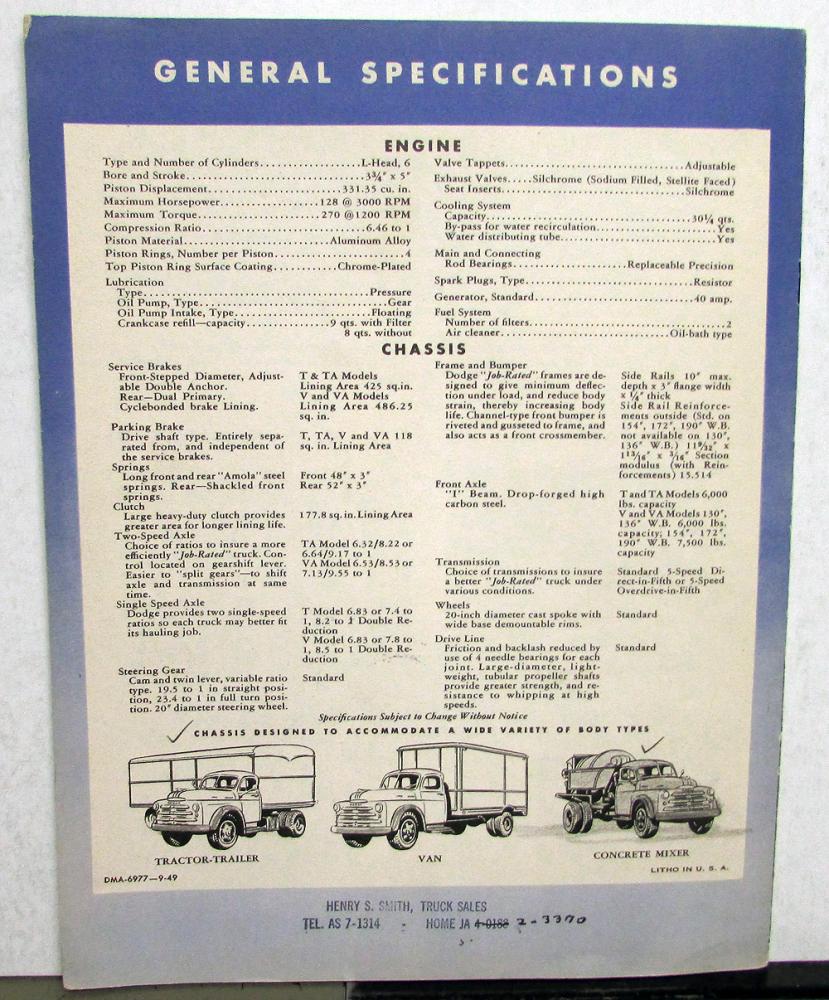 GENERAL SPECIFICATIONS
ENGINE
Type and Number of Cylinders....................L-Head, 6
Bore and Stroke....................3¾" x 5"
Piston Displacement....................331.35 cu. in.
Maximum Horsepower....................128 @ 3000 RPM
Maximum Torque....................270 @1200 RPM
Compression Ratio....................6.46 to 1
Piston Material....................Aluminum Alloy
Piston Rings, Number per Piston....................4
Top Piston Ring Surface Coating...........Chrome-Plated
Lubrication
Type....................Pressure
Oil Pump, Type....................Gear
Oil Pump Intake, Type....................Floating
Crankcase refill—capacity.............9 qts. with Filter
8 qts. without
Valve Tappets....................Adjustable
Exhaust Valves.....Silchrome (Sodium Filled, Stellite Faced)
Seat Inserts....................Silchrome
Cooling System
Capacity....................30¼ qts.
By-pass for water recirculation....................Yes
Water distributing tube....................Yes
Main and Connecting
Rod Bearings....................Replaceable Precision
Spark Plugs, Type....................Resistor
Generator, Standard....................40 amp.
Fuel System
Number of filters....................2
Air cleaner....................Oil-bath type
CHASSIS
Service Brakes
Front-Stepped Diameter, Adjust-
able Double Anchor.
Rear—Dual Primary.
Cyclebonded brake Lining.
T & TA Models
Lining Area 425 sq.in.
V and VA Models
Lining Area 486.25
sq. in.
Parking Brake
Drive shaft type. Entirely sepa-
rated from, and independent of
the service brakes.
T, TA, V and VA 118
sq. in. Lining Area
Springs
Long front and rear "Amola" steel
springs. Rear—Shackled front
springs.
Front 48" x 3"
Rear 52" x 3"
Clutch
Large heavy-duty clutch provides
greater area for longer lining life.
177.8 sq. in. Lining Area
Two-Speed Axle
Choice of ratios to insure a more
efficiently "Job-Rated" truck. Con-
trol located on gearshift lever.
Easier to "split gears"—to shift
axle and transmission at same
time.
TA Model 6.32/8.22 or
6.64/9.17 to 1
VA Model 6.53/8.53 or
7.13/9.55 to 1
Single Speed Axle
Dodge provides two single-speed
ratios so each truck may better fit
its hauling job.
T Model 6.83 or 7.4 to
1, 8.2 to 1 Double Re-
duction
V Model 6.83 or 7.8 to
1, 8.5 to 1 Double Re-
duction
Steering Gear
Cam and twin lever, variable ratio
type. 19.5 to 1 in straight posi-
tion, 23.4 to 1 in full turn posi-
tion. 20" diameter steering wheel.
Standard
Frame and Bumper
Dodge "Job-Rated" frames are de-
signed to give minimum deflec-
tion under load, and reduce body
strain, thereby increasing body
life. Channel-type front bumper is
riveted and gusseted to frame, and
also acts as a front crossmember.
Side Rails 10" max.
depth x 3" flange width
x ¼" thick
Side Rail Reinforce-
ments outside (Std. on
154", 172", 190" W.B.
not available on 130",
136" W.B.)
x 3/16" Section
modulus (with Rein-
forcements) 15.514
Front Axle
"I" Beam. Drop-forged high
carbon steel.
T and TA Models 6,000
lbs. capacity
V and VA Models 130",
136" W.B. 6,000 lbs.
capacity; 154", 172",
190" W.B. 7,500 lbs.
capacity
Transmission
Choice of transmissions to insure
a better "Job-Rated" truck under
various conditions.
Standard 5-Speed Di-
rect-in-Fifth or 5-Speed
Overdrive-in-Fifth
Wheels
20-inch diameter cast spoke with
wide base demountable rims.
Standard
Drive Line
Friction and backlash reduced by
use of 4 needle bearings for each
joint. Large-diameter, light-
weight, tubular propeller shafts
provide greater strength, and re-
sistance to whipping at high
speeds.
Standard
Specifications Subject to Change Without Notice
CHASSIS DESIGNED TO ACCOMMODATE A WIDE VARIETY OF BODY TYPES
TRACTOR-TRAILER
VAN
CONCRETE MIXER
DMA-6977—9-49
LITHO IN U. S. A.
HENRY S. SMITH, TRUCK SALES
TEL. AS 7-1314 - HOME JA 4-0188 2-3370